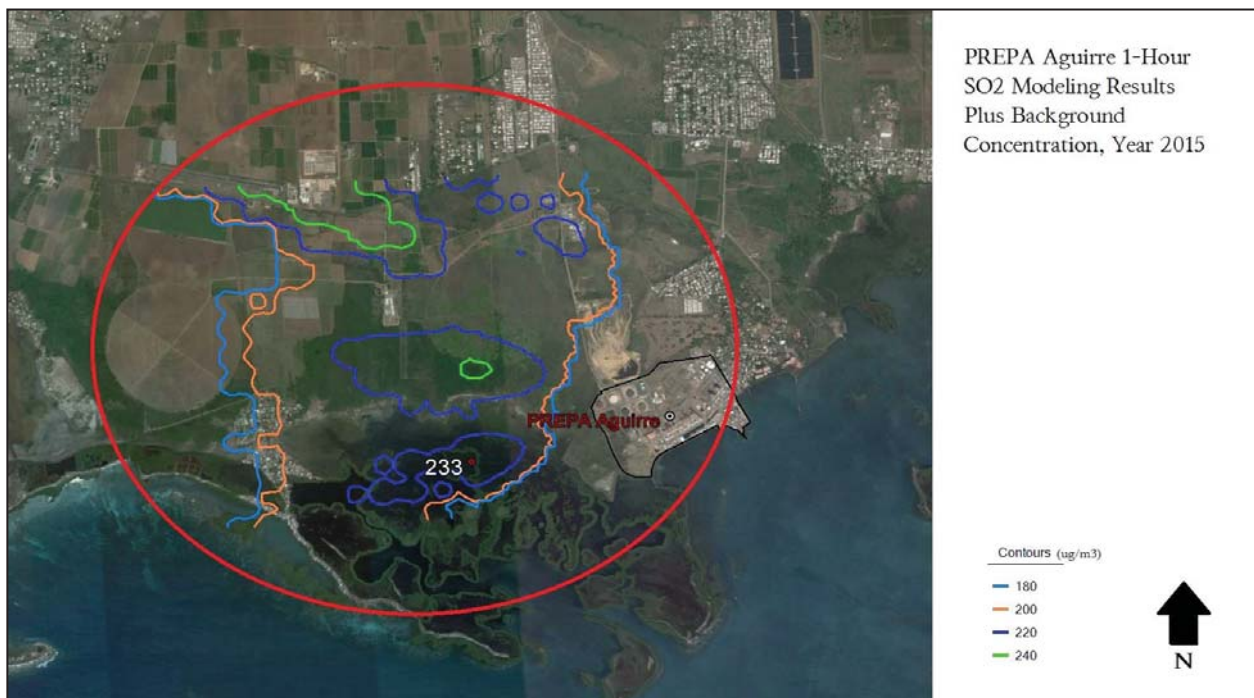 PREPA Aguirre 1-Hour
SO2 Modeling Results
Plus Background
Concentration, Year 2015
PREPA Aguirre
233
Contours (ug/m3)
180
200
220
240
N